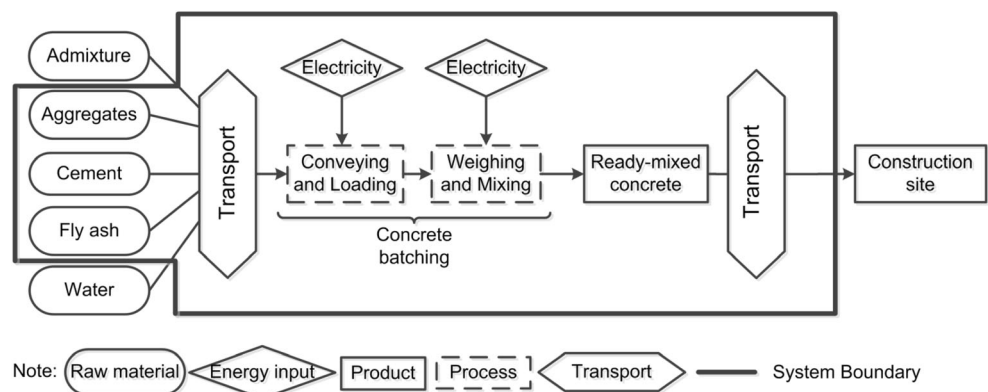 Admixture
Aggregates
Cement
Fly ash
Water
Transport
Electricity
Electricity
Conveying
and Loading
Weighing
and Mixing
Concrete
batching
Ready-mixed
concrete
Transport
Construction
site
Note: Raw material Energy input Product Process Transport System Boundary